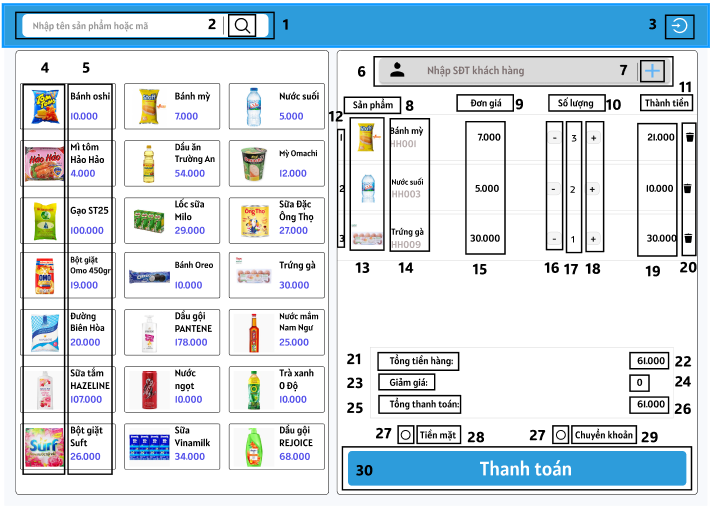 Nhập tên sản phẩm hoặc mã 2 1 3
4 5
Bánh oshi
10.000
Bánh mỳ
7.000
Nước suối
5.000
Mì tôm
Hảo Hảo
4.000
Dầu ăn
Trường An
54.000
Mỳ Omachi
12.000
Gạo ST25
100.000
Lốc sữa
Milo
29.000
Sữa Đặc
Ông Thọ
27.000
Bột giặt
Omo 450gr
19.000
Bánh Oreo
10.000
Trứng gà
30.000
Đường
Biên Hòa
20.000
Dầu gội
PANTENE
178.000
Nước mắm
Nam Ngư
25.000
Sữa tắm
HAZELINE
107.000
Nước
ngọt
10.000
Trà xanh
0 Độ
10.000
Bột giặt
Suft
26.000
Sữa
Vinamilk
34.000
Dầu gội
REJOICE
68.000
6 Nhập SĐT khách hàng 7
11
Sản phẩm 8 Đơn giá 9 Số lượng 10 Thành tiền
12
1 Bánh mỳ 7.000 - 3 + 21.000
HH001
2 Nước suối 5.000 - 2 + 10.000
HH003
3 Trứng gà 30.000 - 1 + 30.000
HH009
13 14 15 16 17 18 19 20
21 Tổng tiền hàng: 61.000 22
23 Giảm giá: 0 24
25 Tổng thanh toán: 61.000 26
27 Tiền mặt 28 27 Chuyển khoản 29
30 Thanh toán